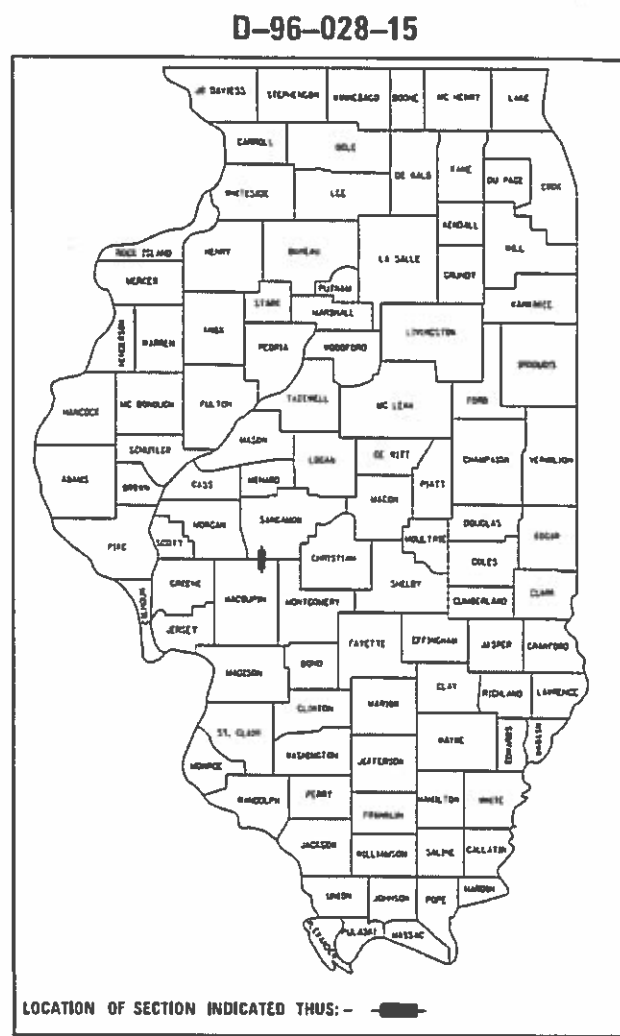 D-96-028-15
JO DAVIESS STEPHENSON WINNEBAGO BOONE MC HENRY LAKE
CARROLL OGLE DE KALB KANE DU PAGE COOK
WHITESIDE LEE KENDALL
ROCK ISLAND HENRY BUREAU LA SALLE GRUNDY WILL
MERCER STARK PUTNAM KANKAKEE
MARSHALL
HENDERSON WARREN KNOX PEORIA WOODFORD LIVINGSTON IROQUOIS
HANCOCK MC DONOUGH FULTON TAZEWELL MC LEAN FORD
MASON
SCHUYLER LOGAN DE WITT CHAMPAIGN VERMILION
ADAMS BROWN CASS MENARD MACON PIATT
PIKE SCOTT MORGAN SANGAMON CHRISTIAN MOULTRIE DOUGLAS EDGAR
COLES
GREENE MACOUPIN MONTGOMERY SHELBY CUMBERLAND CLARK
JERSEY FAYETTE EFFINGHAM JASPER CRAWFORD
MADISON BOND CLAY RICHLAND LAWRENCE
CLINTON MARION
ST. CLAIR WASHINGTON WAYNE EDWARDS WABASH
MONROE JEFFERSON
RANDOLPH PERRY FRANKLIN HAMILTON WHITE
JACKSON WILLIAMSON SALINE GALLATIN
UNION JOHNSON POPE HARDIN
ALEXANDER PULASKI MASSAC
LOCATION OF SECTION INDICATED THUS: -